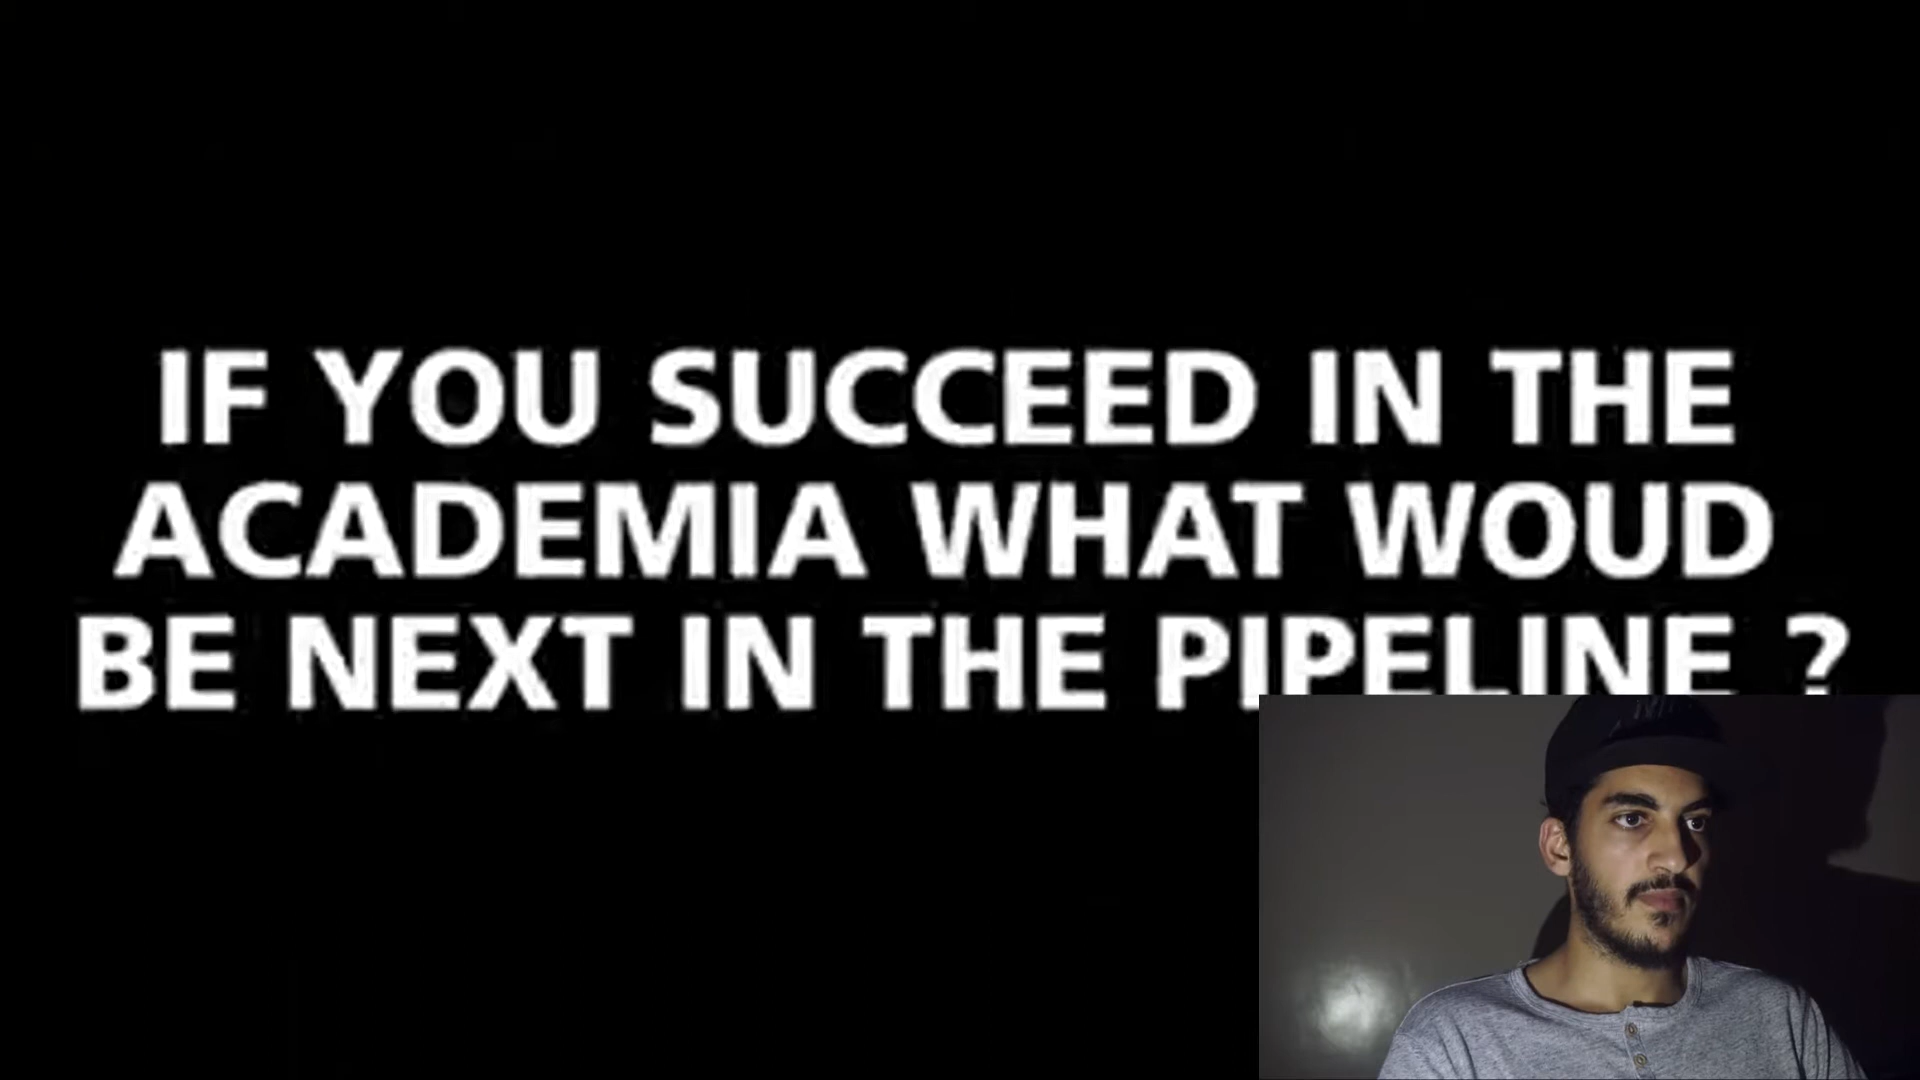 IF YOU SUCCEED IN THE
ACADEMIA WHAT WOUD
BE NEXT IN THE PIPELINE ?